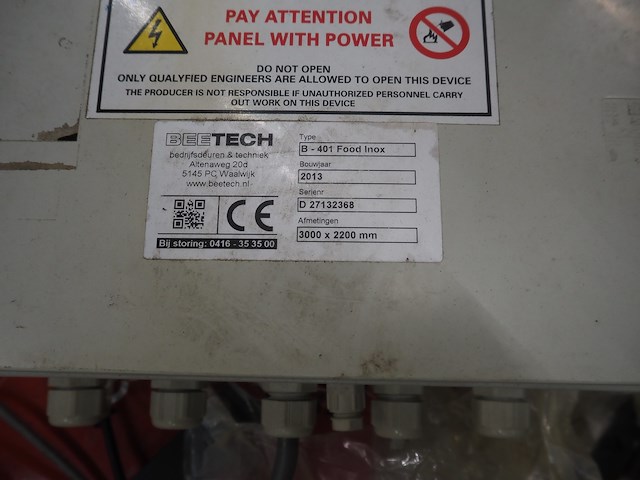 PAY ATTENTION
PANEL WITH POWER
DO NOT OPEN
ONLY QUALYFIED ENGINEERS ARE ALLOWED TO OPEN THIS DEVICE
THE PRODUCER IS NOT RESPONSIBLE IF UNAUTHORIZED PERSONNEL CARRY
OUT WORK ON THIS DEVICE
BEETECH
bedrijfsdeuren & techniek
Altenaweg 20d
5145 PC Waalwijk
www.beetech.nl
CE
Bij storing: 0416 - 35 35 00
Type
B - 401 Food Inox
Bouwjaar
2013
Serienr
D 27132368
Afmetingen
3000 x 2200 mm